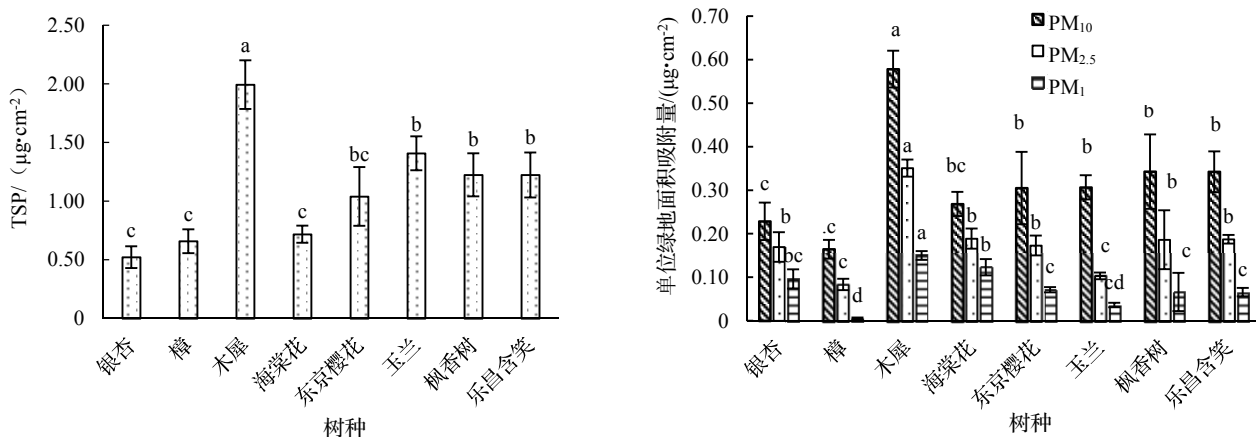 2.50
2.00
1.50
1.00
0.50
0
TSP/（μg•cm⁻²）
c
c
a
c
bc
b
b
b
银杏
樟
木犀
海棠花
东京樱花
玉兰
枫香树
乐昌含笑
树种
0.70
0.60
0.50
0.40
0.30
0.20
0.10
0
单位绿地面积吸附量/(μg•cm⁻²)
PM₁₀
PM₂.₅
PM₁
c b bc
.c c d
a a a
bc b b
b b c
b c cd
b b c
b b c
银杏
樟
木犀
海棠花
东京樱花
玉兰
枫香树
乐昌含笑
树种